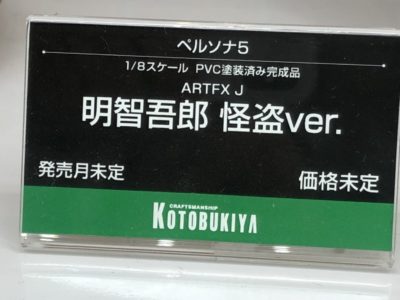 ペルソナ5
1/8スケール PVC塗装済み完成品
ARTFX J
明智吾郎 怪盗ver.
発売月未定
価格未定
CRAFTSMANSHIP
KOTOBUKIYA